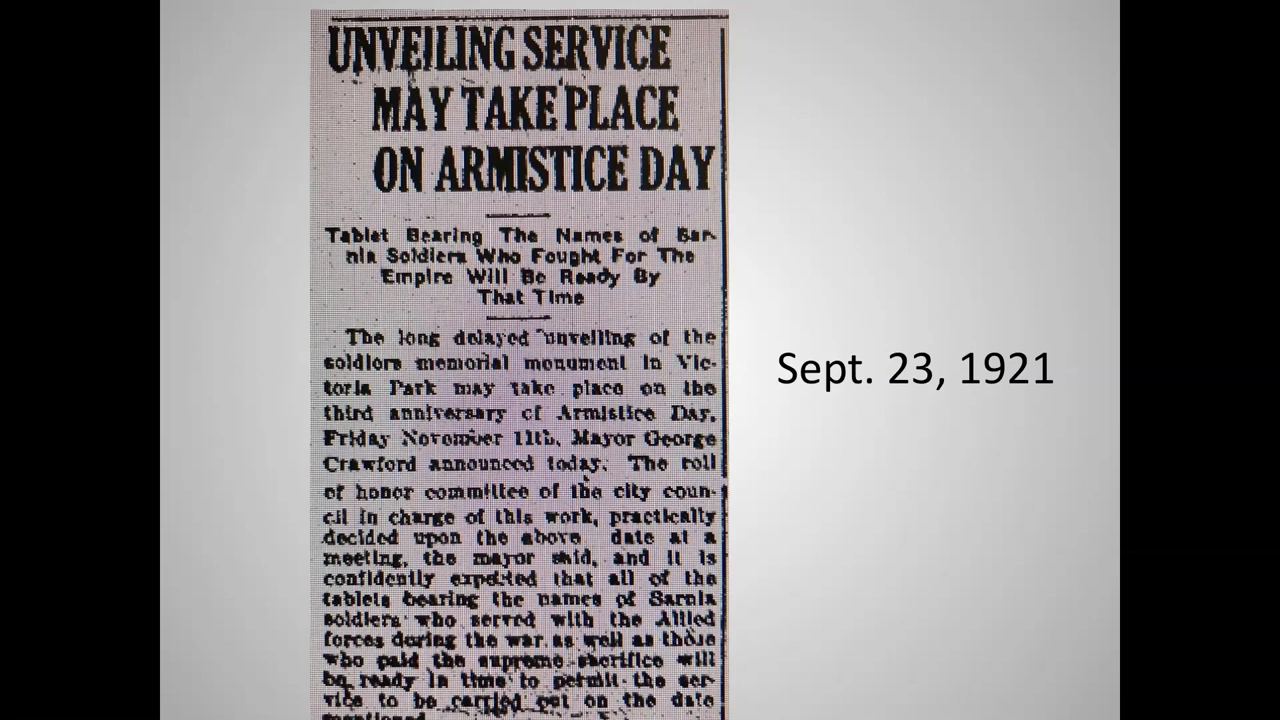 UNVEILING SERVICE
MAY TAKE PLACE
ON ARMISTICE DAY
Tablet Bearing The Names of Sar-
nia Soldiers Who Fought For The
Empire Will Be Ready By
That Time
The long delayed unveiling of the
soldiers memorial monument in Vic-
toria Park may take place on the
third anniversary of Armistice Day,
Friday November 11th, Mayor George
Crawford announced today. The roll
of honor committee of the city coun-
cil in charge of this work, practically
decided upon the above date at a
meeting, the mayor said, and it is
confidently expected that all of the
tablets bearing the names of Sarnia
soldiers who served with the Allied
forces during the war as well as those
who paid the supreme sacrifice will
be ready in time to permit the ser-
vice to be carried out on the date
mentioned
Sept. 23, 1921